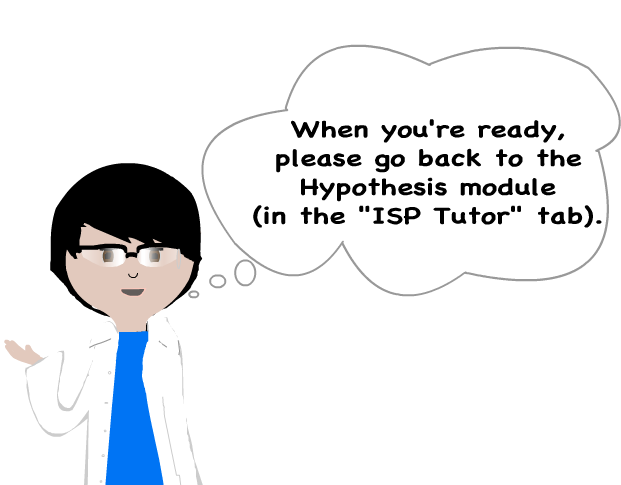 When you're ready,
please go back to the
Hypothesis module
(in the "ISP Tutor" tab).